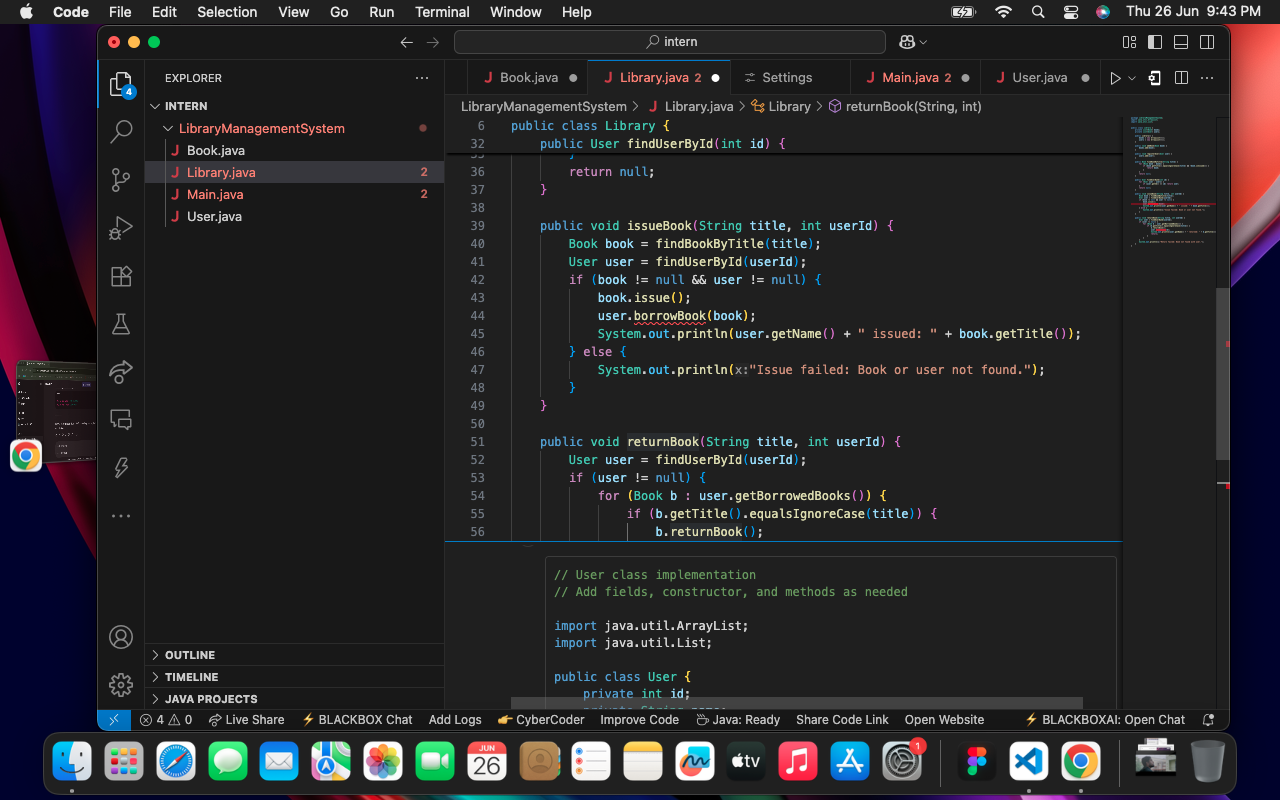 Code File Edit Selection View Go Run Terminal Window Help Thu 26 Jun 9:43 PM
intern
EXPLORER
4
INTERN
LibraryManagementSystem
Book.java
Library.java 2
Main.java 2
User.java
OUTLINE
TIMELINE
JAVA PROJECTS
Book.java Library.java 2 Settings Main.java 2 User.java
LibraryManagementSystem > Library.java > Library > returnBook(String, int)
6 public class Library {
32 public User findUserById(int id) {
35 }
36 return null;
37 }
38
39 public void issueBook(String title, int userId) {
40 Book book = findBookByTitle(title);
41 User user = findUserById(userId);
42 if (book != null && user != null) {
43 book.issue();
44 user.borrowBook(book);
45 System.out.println(user.getName() + " issued: " + book.getTitle());
46 } else {
47 System.out.println(x:"Issue failed: Book or user not found.");
48 }
49 }
50
51 public void returnBook(String title, int userId) {
52 User user = findUserById(userId);
53 if (user != null) {
54 for (Book b : user.getBorrowedBooks()) {
55 if (b.getTitle().equalsIgnoreCase(title)) {
56 b.returnBook();
// User class implementation
// Add fields, constructor, and methods as needed
import java.util.ArrayList;
import java.util.List;
public class User {
private int id;
private String name;
4 0 Live Share BLACKBOX Chat Add Logs CyberCoder Improve Code Java: Ready Share Code Link Open Website BLACKBOXAI: Open Chat
JUN
26
tv
1